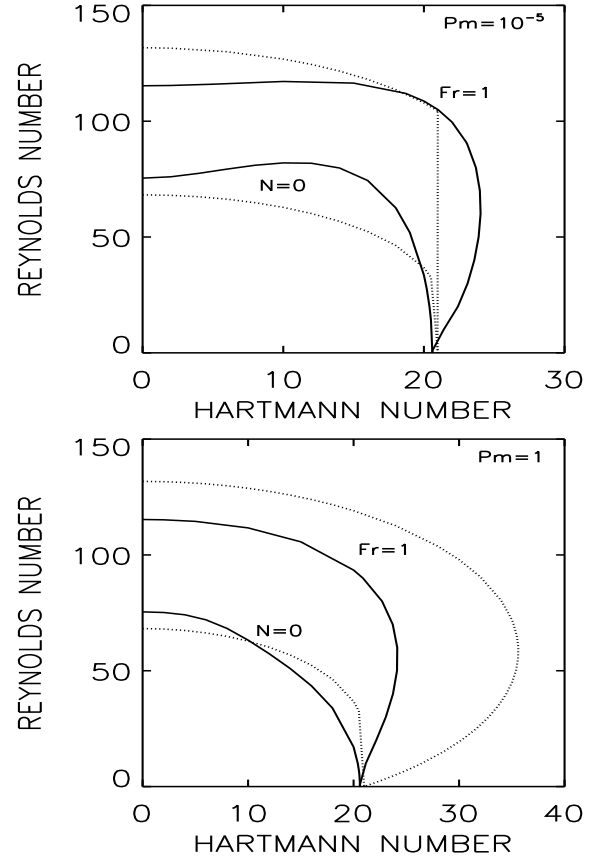 150
Pm=10⁻⁵
Fr=1
100
N=0
50
0
0 10 20 30
REYNOLDS NUMBER
HARTMANN NUMBER
150
Pm=1
Fr=1
100
N=0
50
0
0 10 20 30 40
REYNOLDS NUMBER
HARTMANN NUMBER